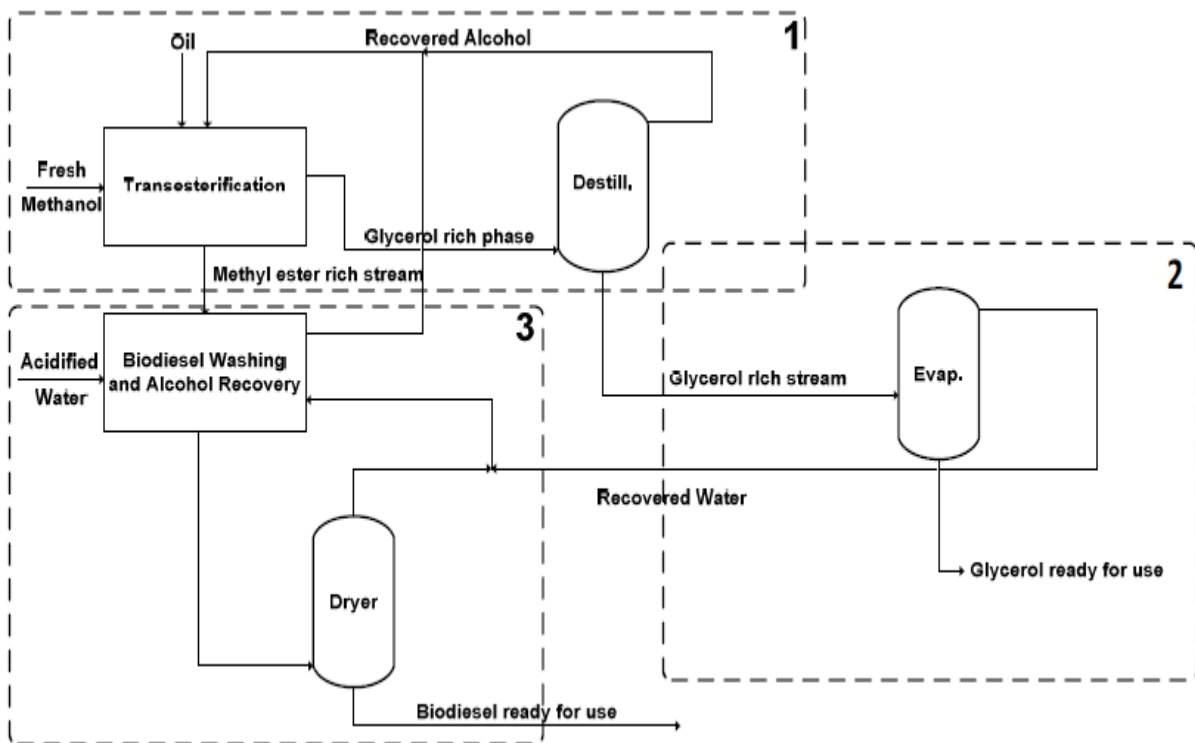 Oil
Recovered Alcohol
1
Fresh
Methanol
Transesterification
Destill.
Glycerol rich phase
Methyl ester rich stream
2
3
Acidified
Water
Biodiesel Washing
and Alcohol Recovery
Glycerol rich stream
Evap.
Recovered Water
Dryer
Glycerol ready for use
Biodiesel ready for use